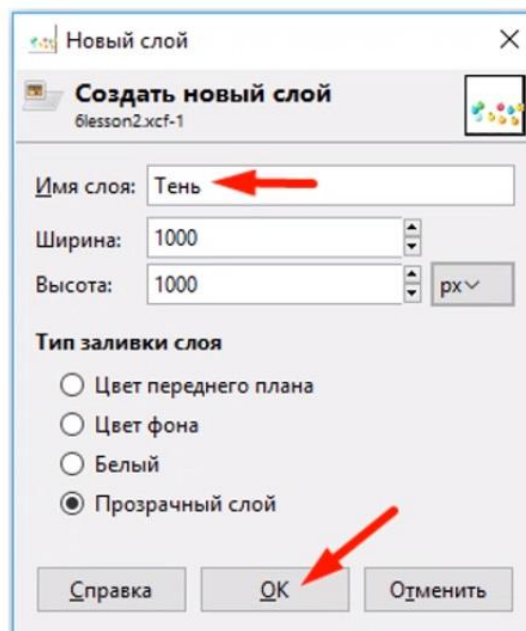 Новый слой
Создать новый слой
6lesson2.xcf-1
Имя слоя: Тень
Ширина: 1000
Высота: 1000 px
Тип заливки слоя
Цвет переднего плана
Цвет фона
Белый
Прозрачный слой
Справка OK Отменить